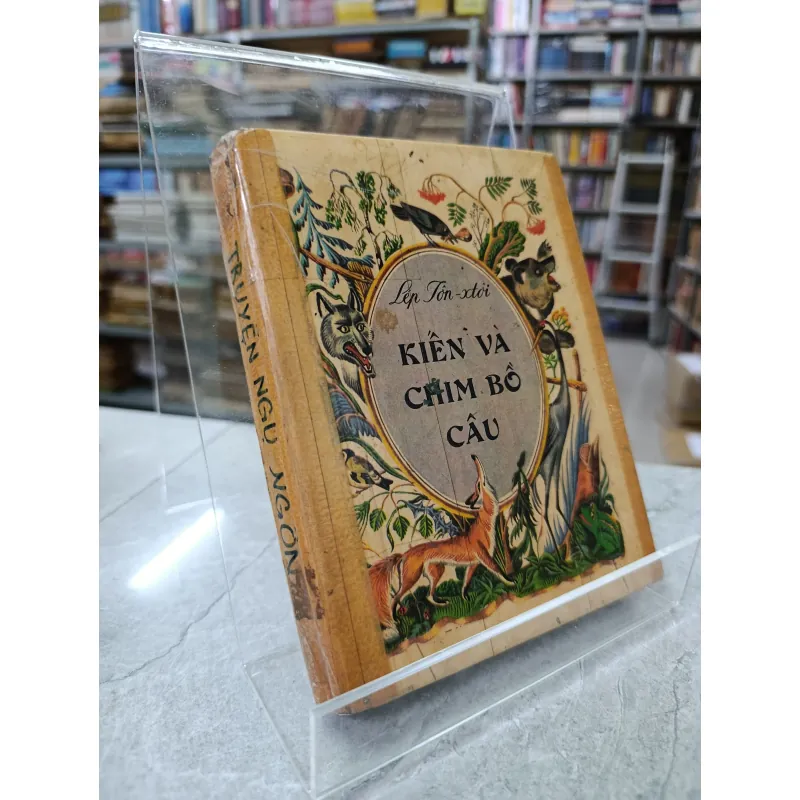 Lép Tôn-xtôi
KIẾN VÀ
CHIM BỒ
CÂU
TRUYỆN NGỤ NGÔN